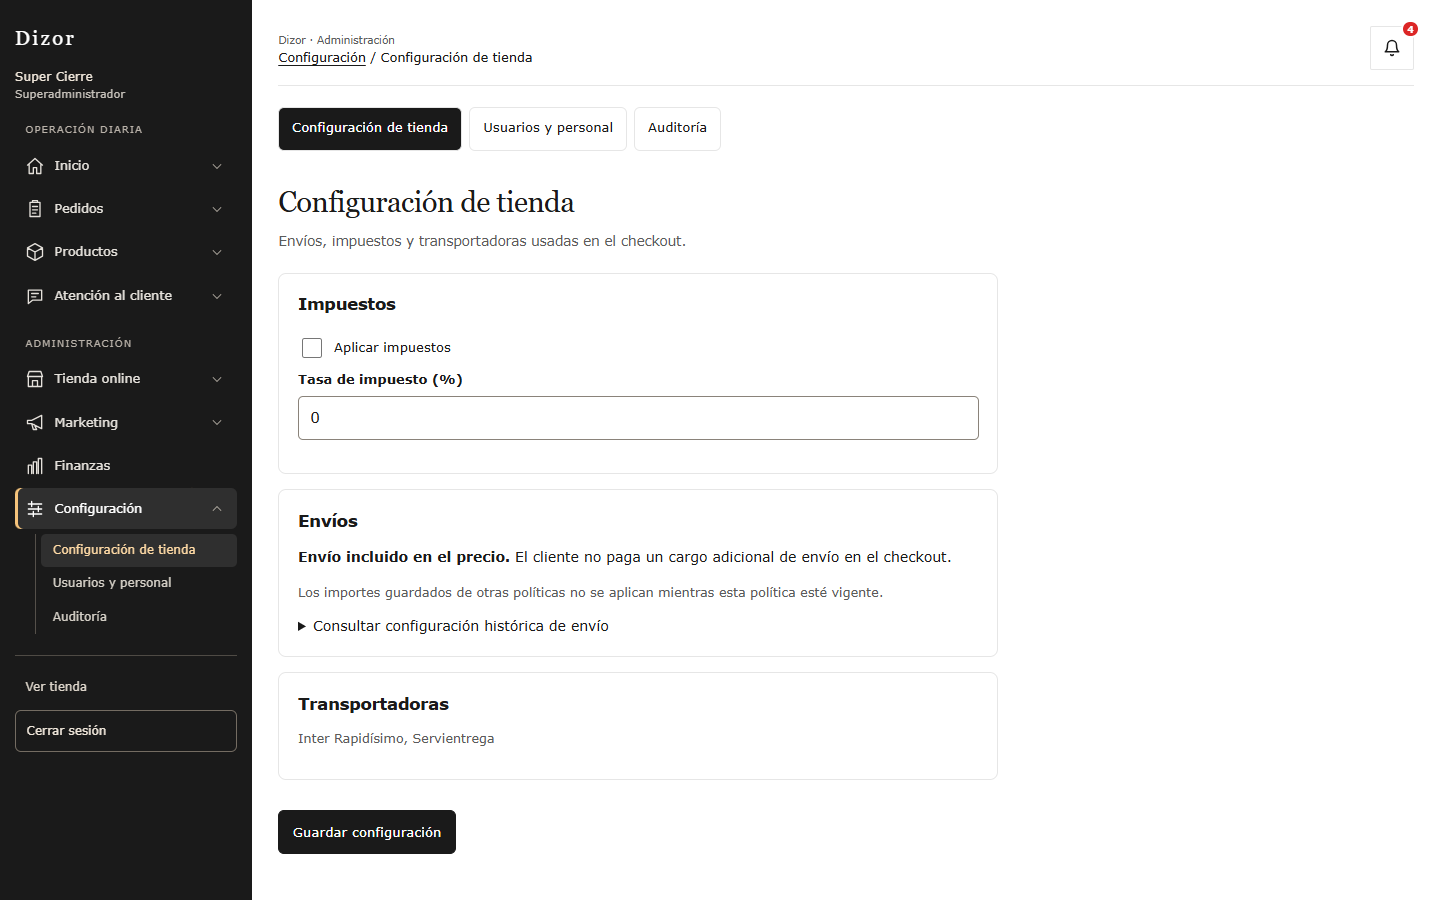 Dizor
Super Cierre
Superadministrador
OPERACIÓN DIARIA
Inicio
Pedidos
Productos
Atención al cliente
ADMINISTRACIÓN
Tienda online
Marketing
Finanzas
Configuración
Configuración de tienda
Usuarios y personal
Auditoría
Ver tienda
Cerrar sesión
Dizor · Administración
Configuración / Configuración de tienda
4
Configuración de tienda
Usuarios y personal
Auditoría
Configuración de tienda
Envíos, impuestos y transportadoras usadas en el checkout.
Impuestos
Aplicar impuestos
Tasa de impuesto (%)
0
Envíos
Envío incluido en el precio. El cliente no paga un cargo adicional de envío en el checkout.
Los importes guardados de otras políticas no se aplican mientras esta política esté vigente.
Consultar configuración histórica de envío
Transportadoras
Inter Rapidísimo, Servientrega
Guardar configuración